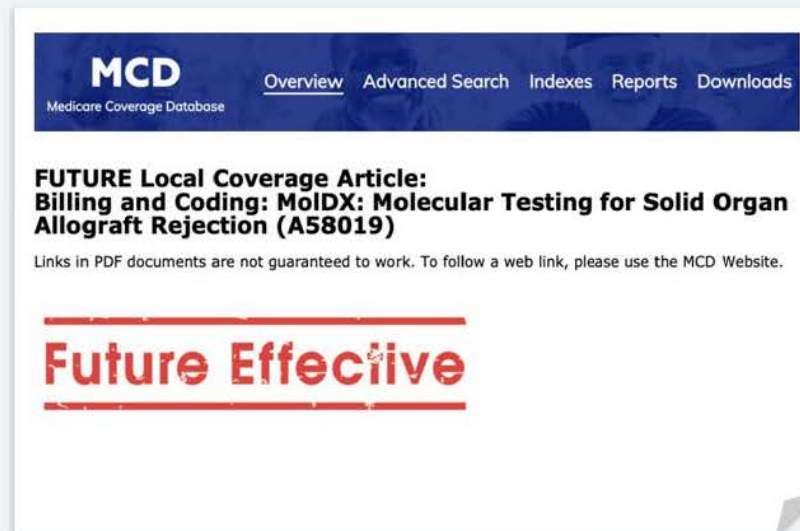 MCD
Medicare Coverage Database
Overview Advanced Search Indexes Reports Downloads
FUTURE Local Coverage Article:
Billing and Coding: MolDX: Molecular Testing for Solid Organ
Allograft Rejection (A58019)
Links in PDF documents are not guaranteed to work. To follow a web link, please use the MCD Website.
Future Effective